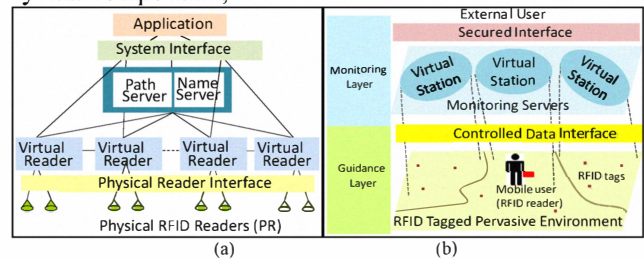 Application
System Interface
Path Server
Name Server
Virtual Reader
Virtual Reader
Virtual Reader
Virtual Reader
Physical Reader Interface
Physical RFID Readers (PR)
(a)
External User
Secured Interface
Monitoring Layer
Virtual Station
Virtual Station
Virtual Station
Monitoring Servers
Controlled Data Interface
Guidance Layer
Mobile user (RFID reader)
RFID tags
RFID Tagged Pervasive Environment
(b)